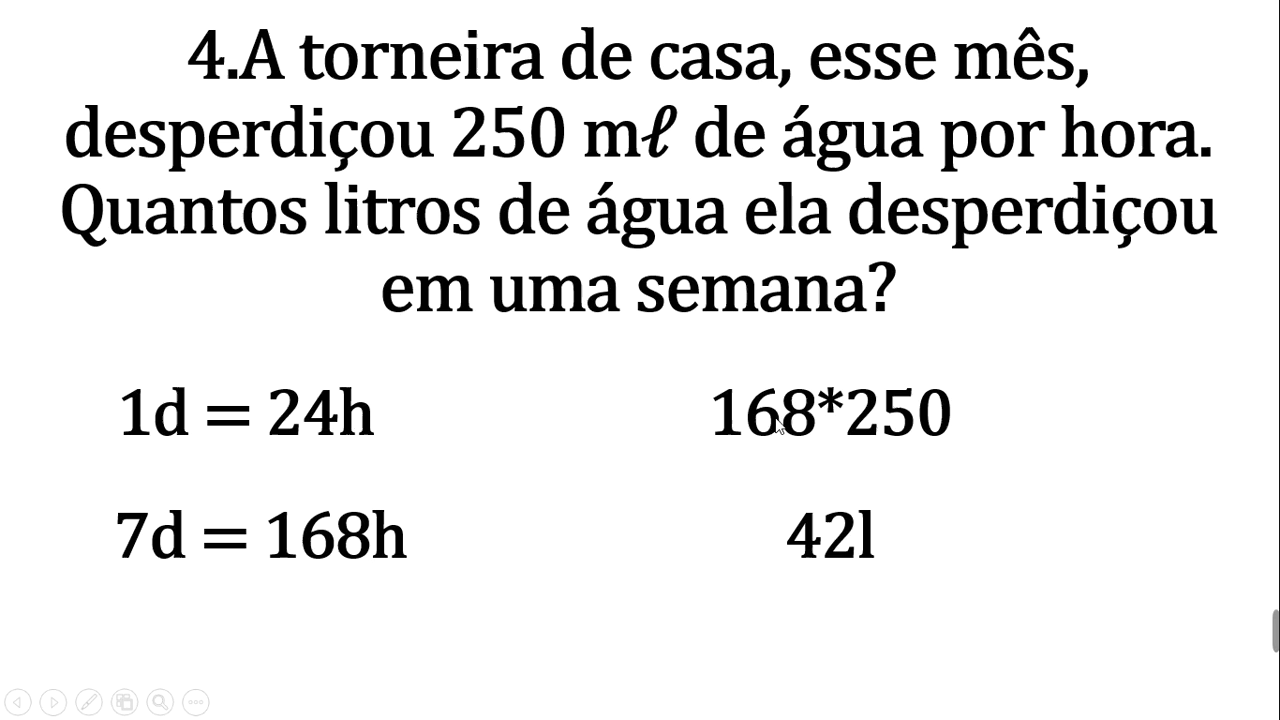 4.A torneira de casa, esse mês,
desperdiçou 250 mℓ de água por hora.
Quantos litros de água ela desperdiçou
em uma semana?
1d = 24h
168*250
7d = 168h
42l